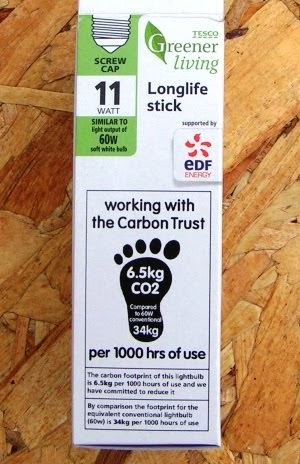 TESCO
Greener
living
SCREW
CAP
11
WATT
SIMILAR TO
light output of
60W
soft white bulb
Longlife
stick
supported by
eDF
ENERGY
working with
the Carbon Trust
6.5kg
CO2
Compared
to 60W
conventional
34kg
per 1000 hrs of use
The carbon footprint of this lightbulb
is 6.5kg per 1000 hours of use and we
have committed to reduce it
By comparison the footprint for the
equivalent conventional lightbulb
(60w) is 34kg per 1000 hours of use